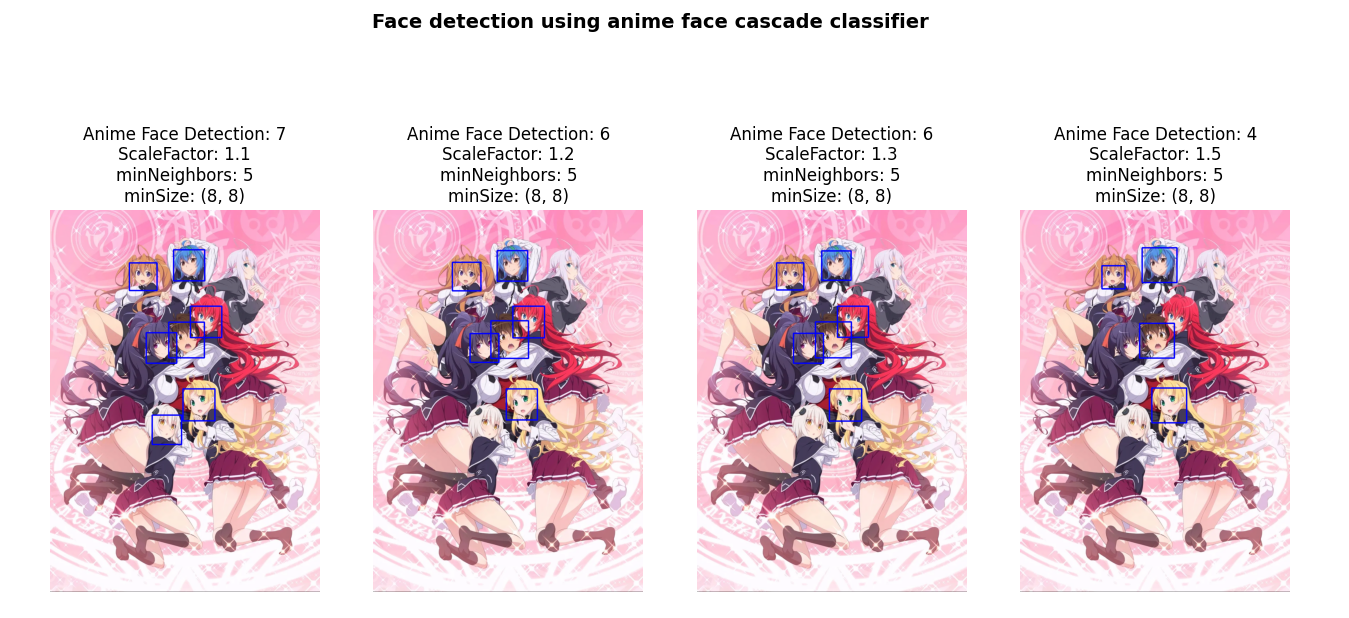 Face detection using anime face cascade classifier
Anime Face Detection: 7
ScaleFactor: 1.1
minNeighbors: 5
minSize: (8, 8)
Anime Face Detection: 6
ScaleFactor: 1.2
minNeighbors: 5
minSize: (8, 8)
Anime Face Detection: 6
ScaleFactor: 1.3
minNeighbors: 5
minSize: (8, 8)
Anime Face Detection: 4
ScaleFactor: 1.5
minNeighbors: 5
minSize: (8, 8)